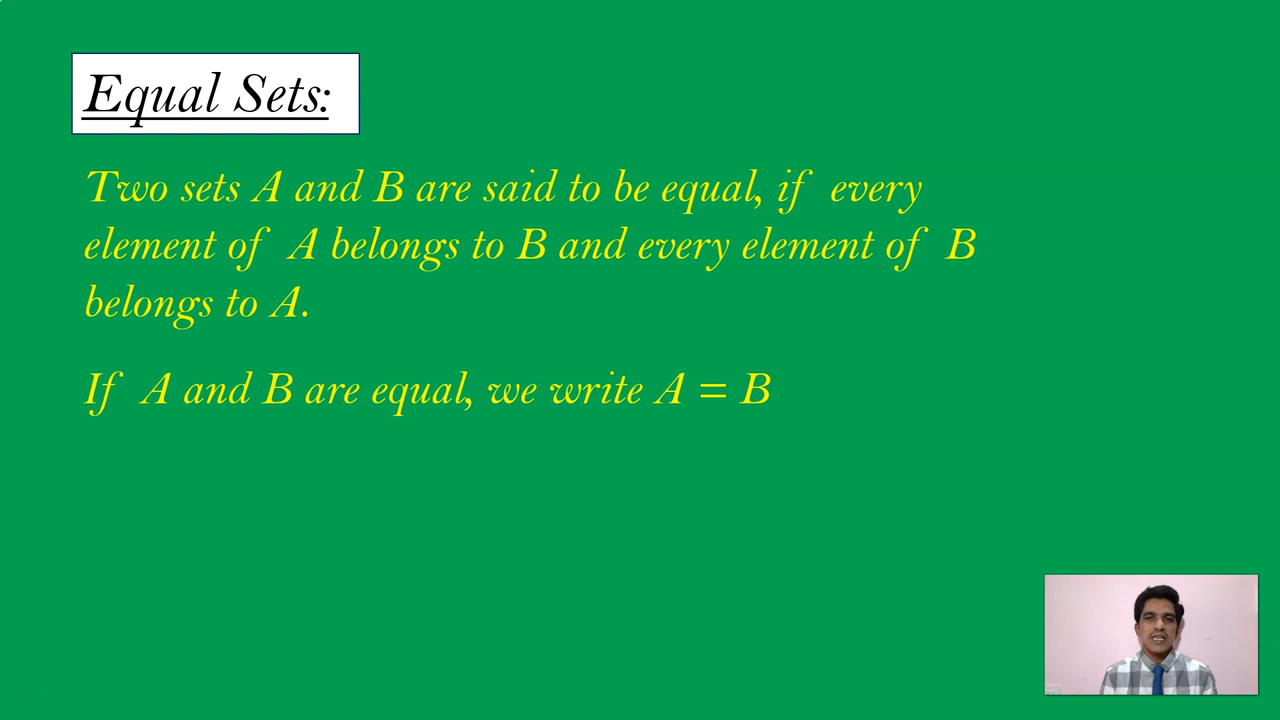 Equal Sets:
Two sets A and B are said to be equal, if every
element of A belongs to B and every element of B
belongs to A.
If A and B are equal, we write A = B